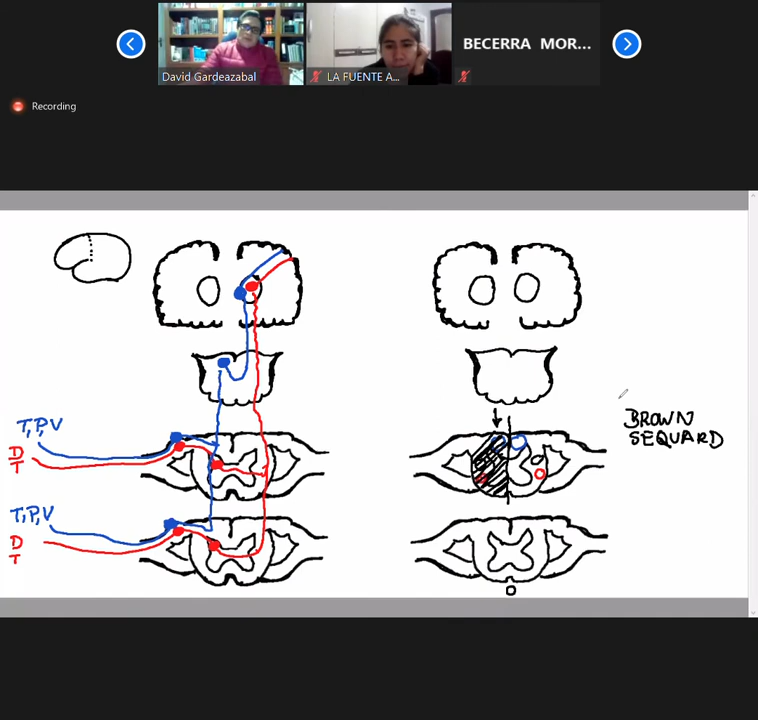 David Gardeazabal
LA FUENTE A...
BECERRA MOR...
Recording
T,P,V
D
T
T,P,V
D
T
BROWN
SEQUARD